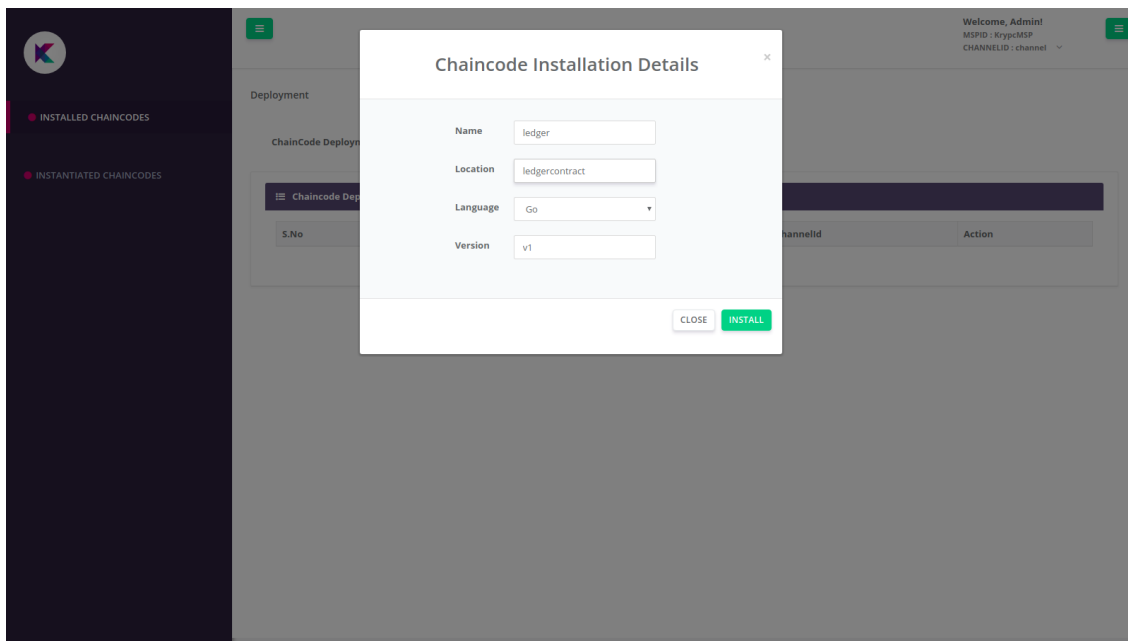 Welcome, Admin!
MSPID : KrypcMSP
CHANNELID : channel
INSTALLED CHAINCODES
INSTANTIATED CHAINCODES
Deployment
ChainCode Deployn
Chaincode Dep
S.No
hannelId
Action
Chaincode Installation Details
×
Name
ledger
Location
ledgercontract
Language
Go
Version
v1
CLOSE
INSTALL